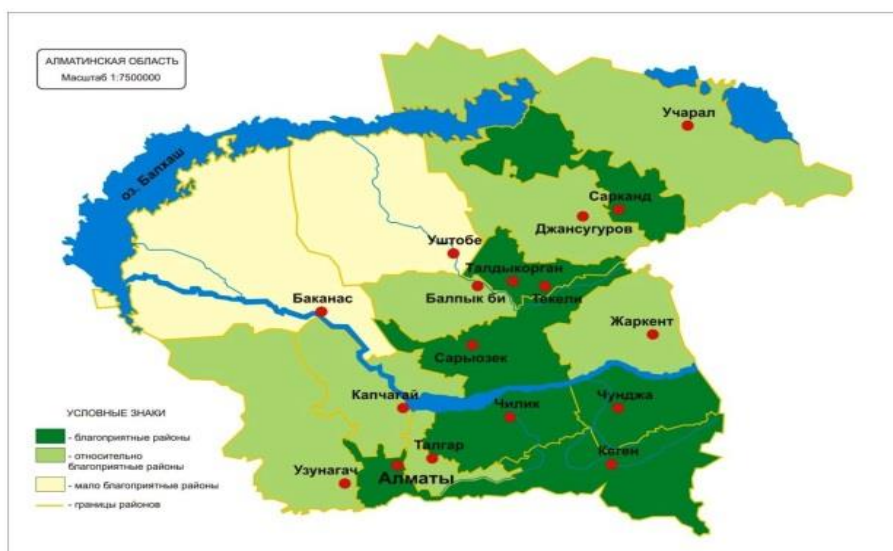 АЛМАТИНСКАЯ ОБЛАСТЬ
Масштаб 1:7500000
Учарал
оз. Балхаш
Сарканд
Джансугуров
Уштобе
Талдыкорган
Балпык би
Текели
Баканас
Жаркент
Сарыозек
Капчагай
Чилик
Чунджа
УСЛОВНЫЕ ЗНАКИ
- благоприятные районы
- относительно
благоприятные районы
- мало благоприятные районы
- границы районов
Талгар
Узунагач
Алматы
Кеген